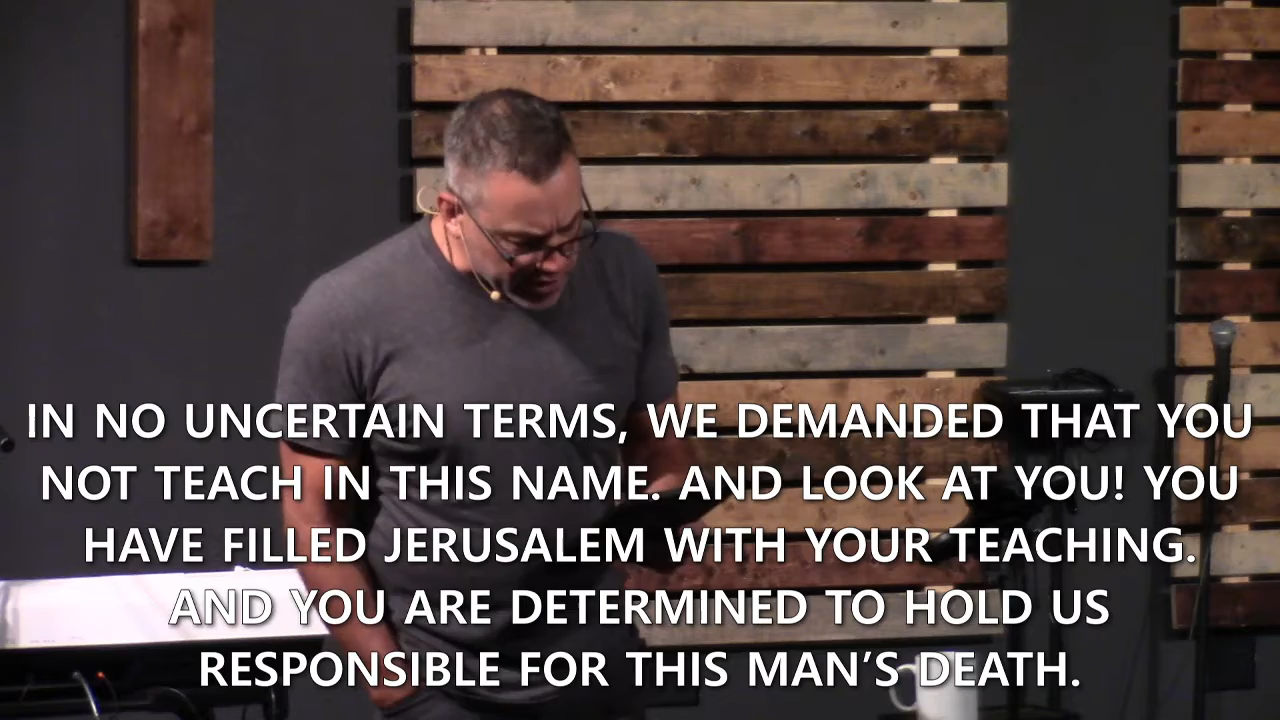 IN NO UNCERTAIN TERMS, WE DEMANDED THAT YOU
NOT TEACH IN THIS NAME. AND LOOK AT YOU! YOU
HAVE FILLED JERUSALEM WITH YOUR TEACHING.
AND YOU ARE DETERMINED TO HOLD US
RESPONSIBLE FOR THIS MAN’S DEATH.